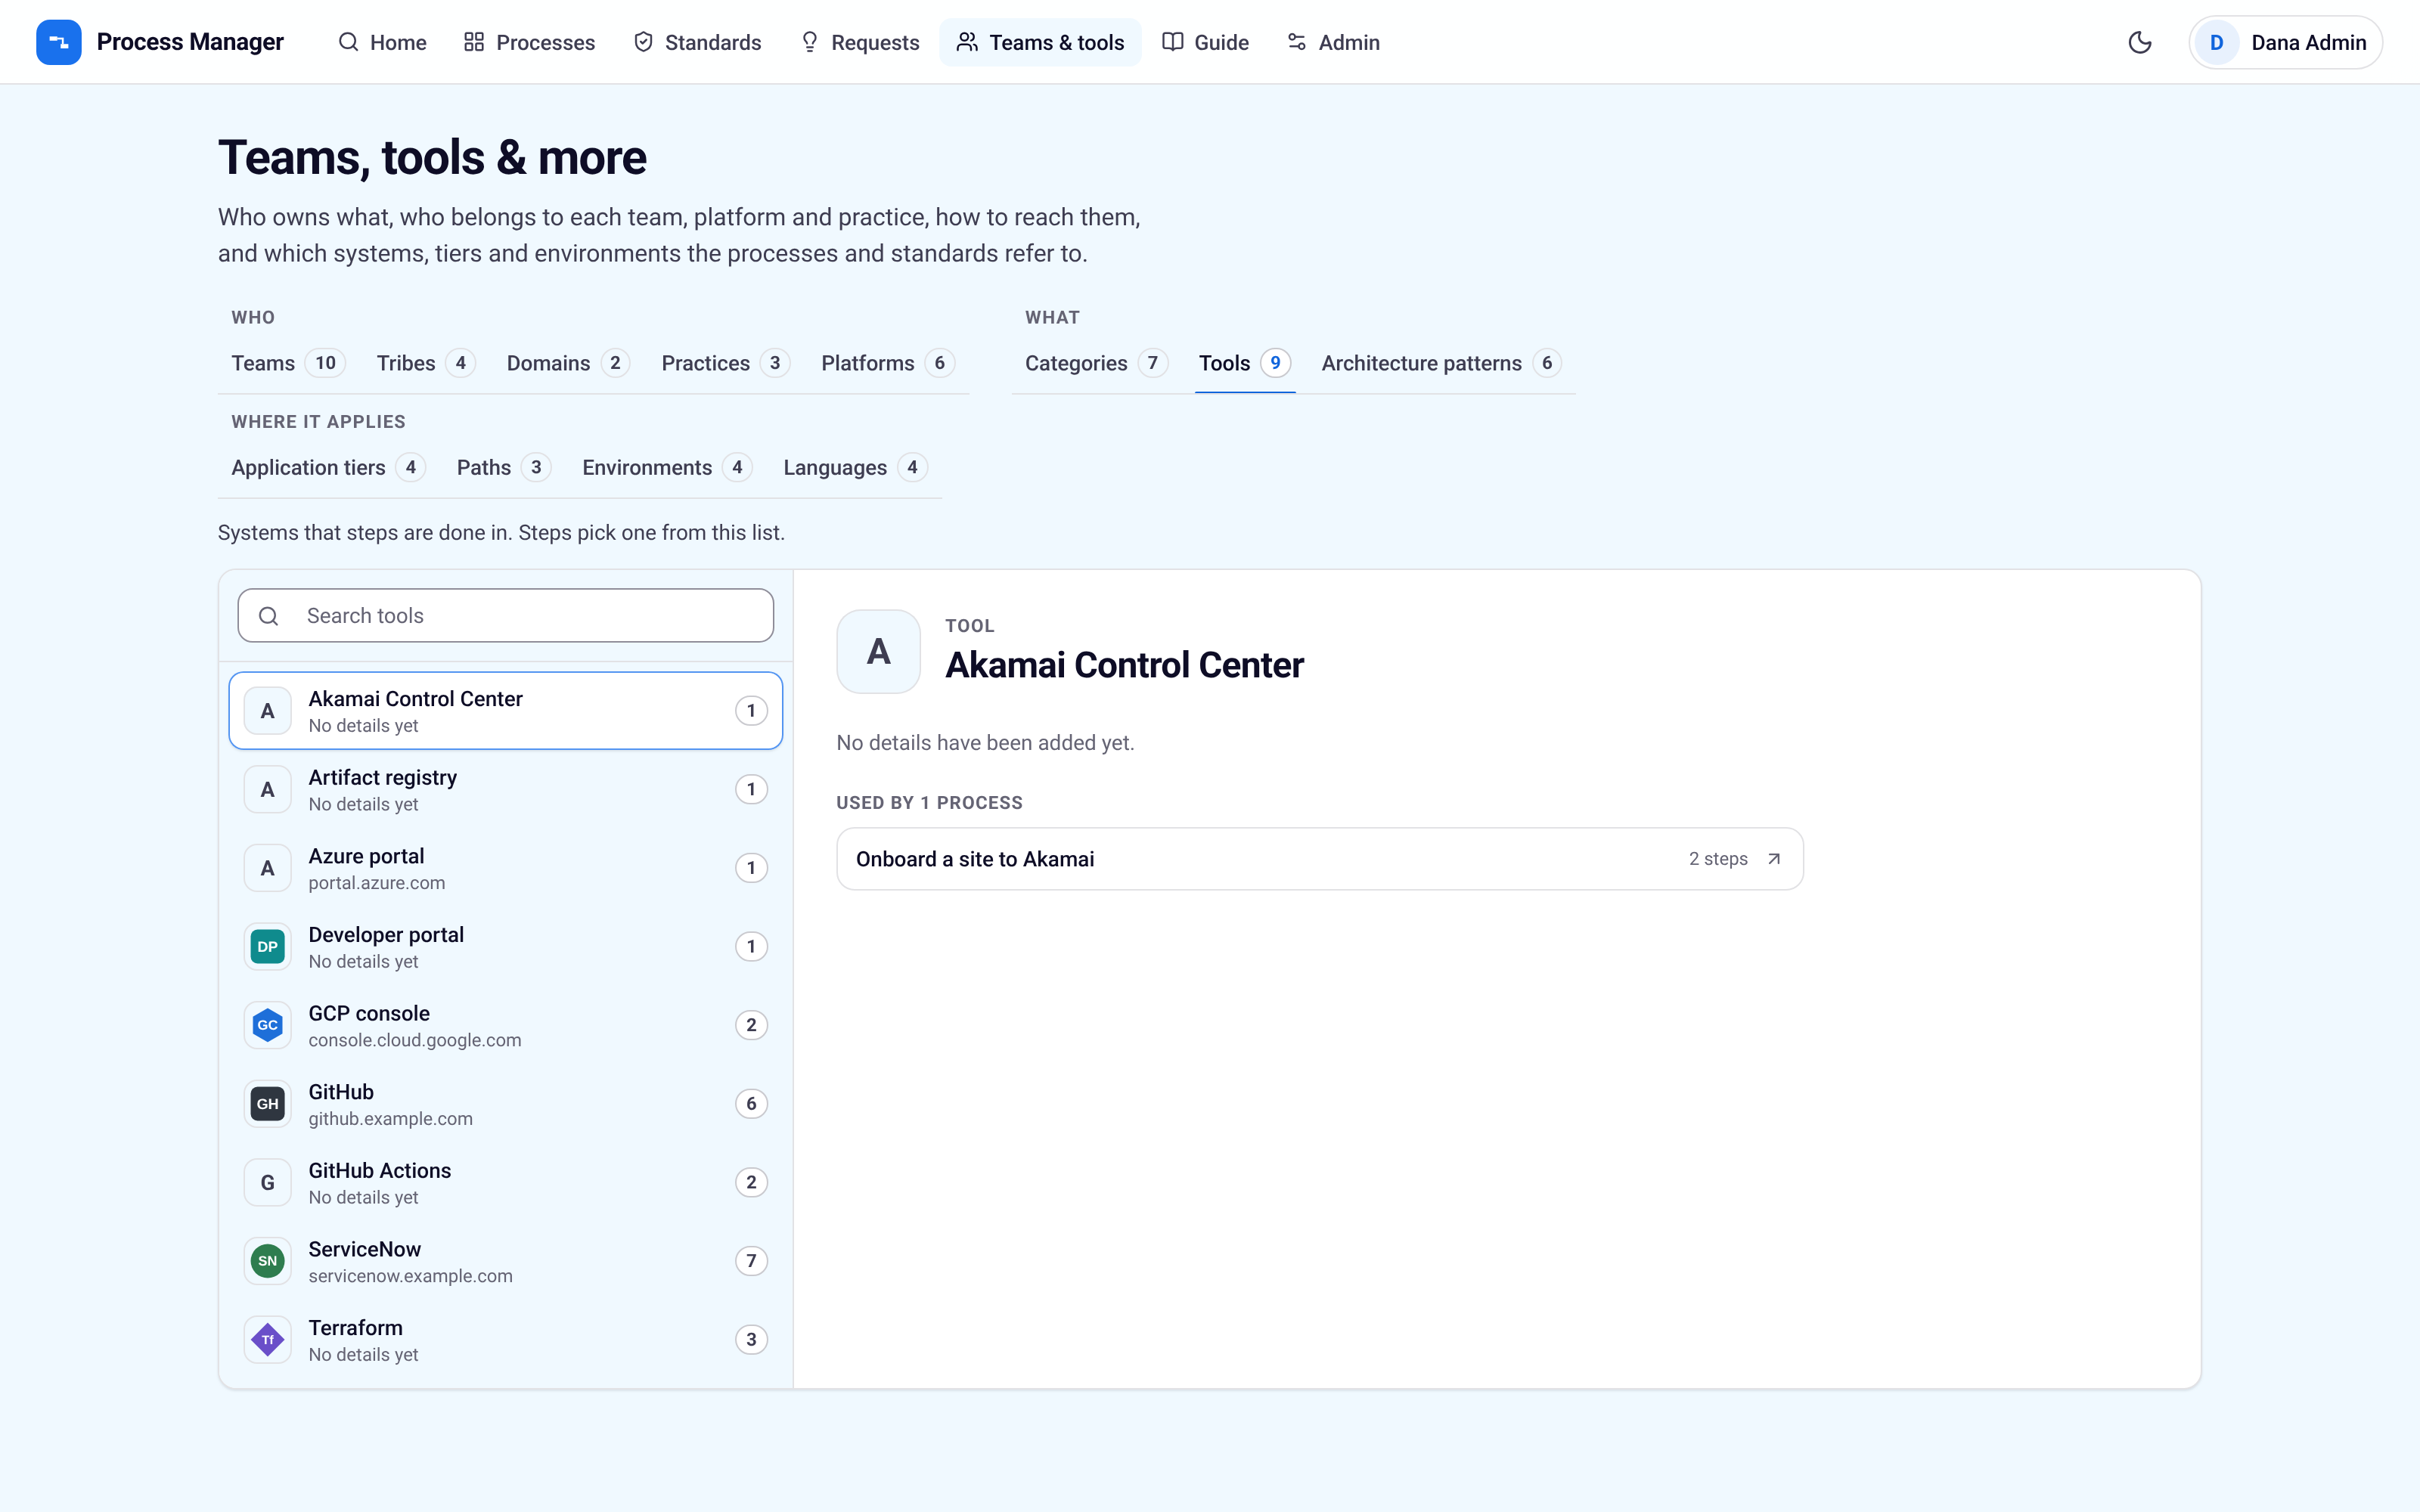 Process Manager
Home
Processes
Standards
Requests
Teams & tools
Guide
Admin
D
Dana Admin
Teams, tools & more
Who owns what, who belongs to each team, platform and practice, how to reach them,
and which systems, tiers and environments the processes and standards refer to.
WHO
Teams 10
Tribes 4
Domains 2
Practices 3
Platforms 6
WHAT
Categories 7
Tools 9
Architecture patterns 6
WHERE IT APPLIES
Application tiers 4
Paths 3
Environments 4
Languages 4
Systems that steps are done in. Steps pick one from this list.
Search tools
A
Akamai Control Center
No details yet
1
A
Artifact registry
No details yet
1
A
Azure portal
portal.azure.com
1
DP
Developer portal
No details yet
1
GC
GCP console
console.cloud.google.com
2
GH
GitHub
github.example.com
6
G
GitHub Actions
No details yet
2
SN
ServiceNow
servicenow.example.com
7
Tf
Terraform
No details yet
3
A
TOOL
Akamai Control Center
No details have been added yet.
USED BY 1 PROCESS
Onboard a site to Akamai
2 steps